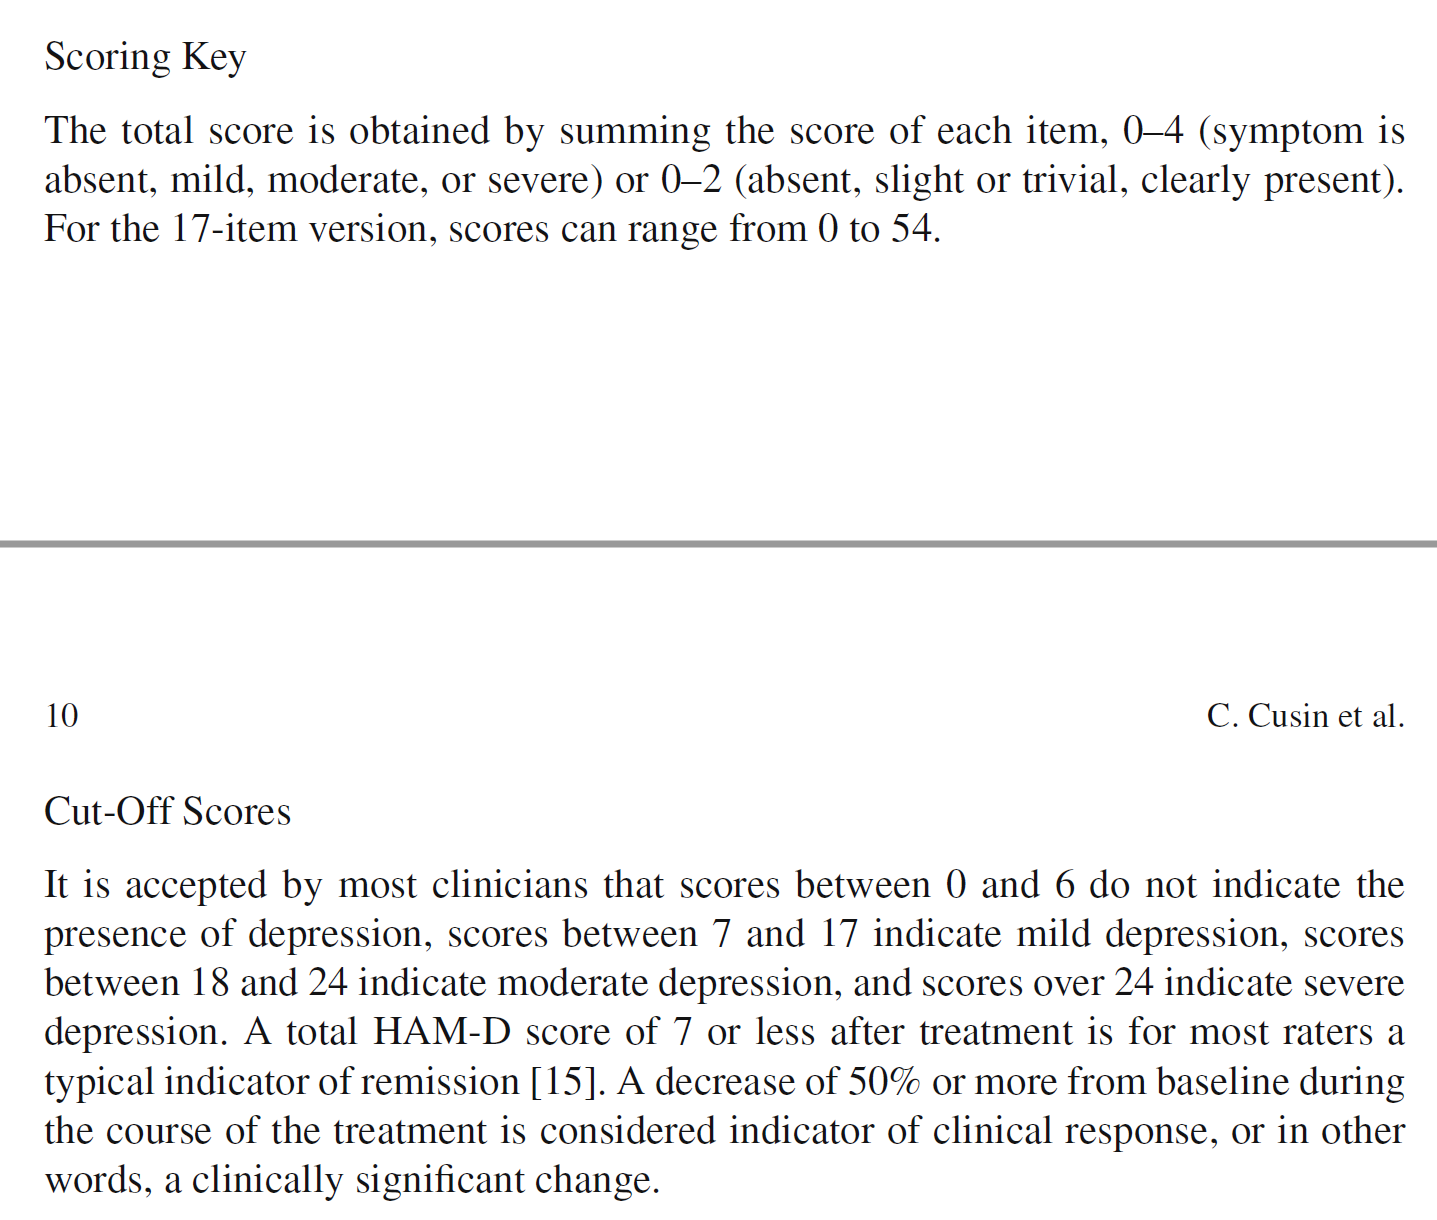 Scoring Key
The total score is obtained by summing the score of each item, 0–4 (symptom is
absent, mild, moderate, or severe) or 0–2 (absent, slight or trivial, clearly present).
For the 17-item version, scores can range from 0 to 54.
10 C. Cusin et al.
Cut-Off Scores
It is accepted by most clinicians that scores between 0 and 6 do not indicate the
presence of depression, scores between 7 and 17 indicate mild depression, scores
between 18 and 24 indicate moderate depression, and scores over 24 indicate severe
depression. A total HAM-D score of 7 or less after treatment is for most raters a
typical indicator of remission [15]. A decrease of 50% or more from baseline during
the course of the treatment is considered indicator of clinical response, or in other
words, a clinically significant change.